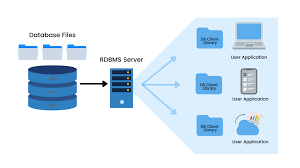 Database Files
RDBMS Server
DB Client
Library
User Application
DB Client
Library
User Application
DB Client
Library
User Application